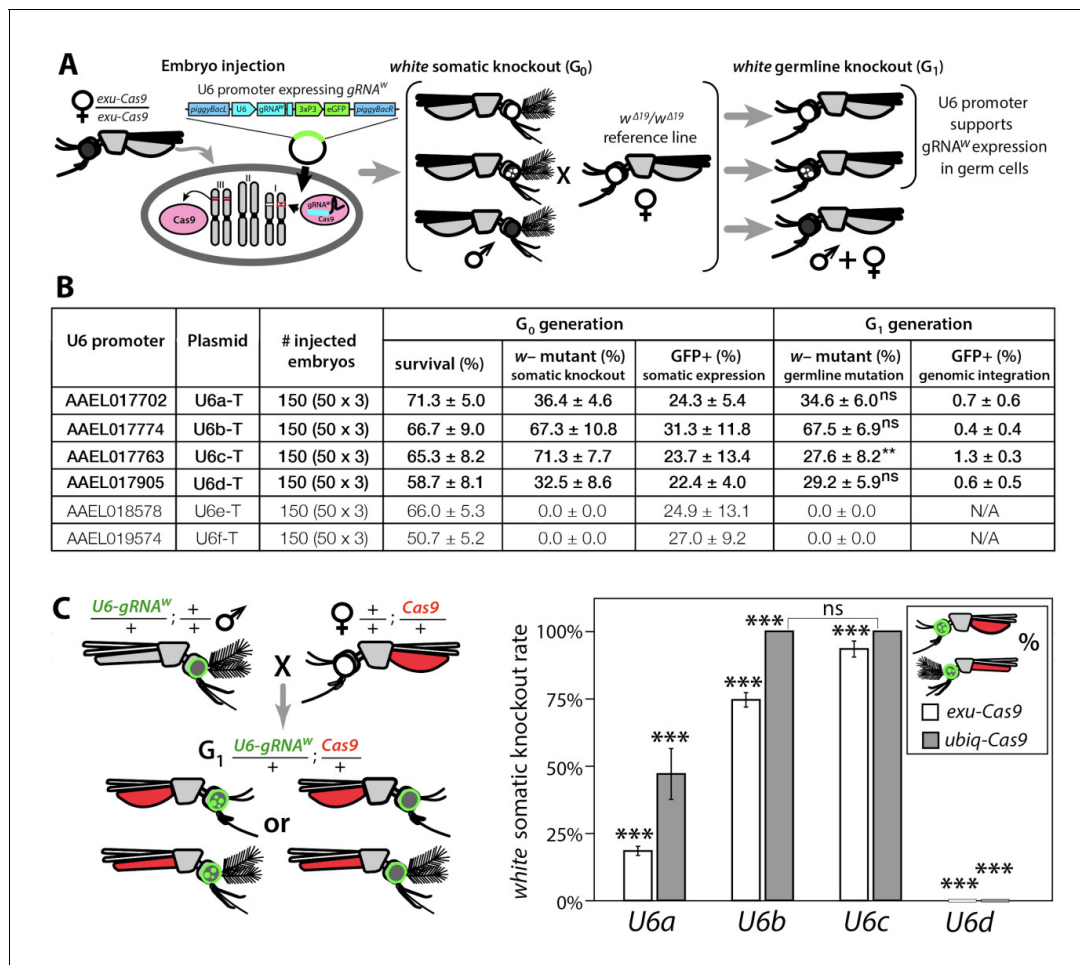 A
Embryo injection
U6 promoter expressing gRNAᵂ
♀ exu-Cas9
exu-Cas9
piggyBacL U6 gRNAᵂ 3xP3 eGFP piggyBacR
III II I
Cas9
gRNAᵂ
Cas9
white somatic knockout (G₀)
wΔ19/wΔ19
reference line
X
♂
♀
white germline knockout (G₁)
♂ + ♀
U6 promoter
supports
gRNAᵂ expression
in germ cells
B
U6 promoter Plasmid # injected embryos G₀ generation G₁ generation
survival (%) w– mutant (%) somatic knockout GFP+ (%) somatic expression w– mutant (%) germline mutation GFP+ (%) genomic integration
AAEL017702 U6a-T 150 (50 x 3) 71.3 ± 5.0 36.4 ± 4.6 24.3 ± 5.4 34.6 ± 6.0ns 0.7 ± 0.6
AAEL017774 U6b-T 150 (50 x 3) 66.7 ± 9.0 67.3 ± 10.8 31.3 ± 11.8 67.5 ± 6.9ns 0.4 ± 0.4
AAEL017763 U6c-T 150 (50 x 3) 65.3 ± 8.2 71.3 ± 7.7 23.7 ± 13.4 27.6 ± 8.2** 1.3 ± 0.3
AAEL017905 U6d-T 150 (50 x 3) 58.7 ± 8.1 32.5 ± 8.6 22.4 ± 4.0 29.2 ± 5.9ns 0.6 ± 0.5
AAEL018578 U6e-T 150 (50 x 3) 66.0 ± 5.3 0.0 ± 0.0 24.9 ± 13.1 0.0 ± 0.0 N/A
AAEL019574 U6f-T 150 (50 x 3) 50.7 ± 5.2 0.0 ± 0.0 27.0 ± 9.2 0.0 ± 0.0 N/A
C
U6-gRNAᵂ ; + ♂
+ +
♀ + ; Cas9
+ +
X
G₁ U6-gRNAᵂ ; Cas9
+ +
or
white somatic knockout rate
100%
75%
50%
25%
0%
*** *** *** *** *** *** *** ***
ns
%
exu-Cas9
ubiq-Cas9
U6a U6b U6c U6d